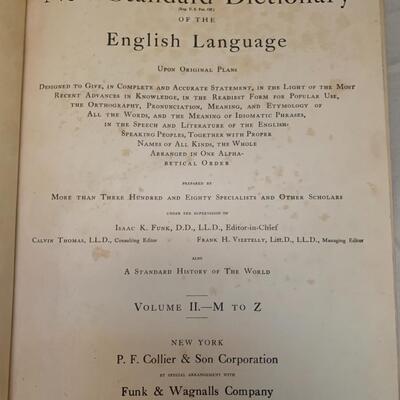 New Standard Dictionary
(Reg. U. S. Pat. Off.)
OF THE
English Language
Upon Original Plans
Designed to Give, in Complete and Accurate Statement, in the Light of the Most
Recent Advances in Knowledge, in the Readiest Form for Popular Use,
the Orthography, Pronunciation, Meaning, and Etymology of
All the Words, and the Meaning of Idiomatic Phrases,
in the Speech and Literature of the English-
Speaking Peoples, Together with Proper
Names of All Kinds, the Whole
Arranged in One Alpha-
betical Order
PREPARED BY
More than Three Hundred and Eighty Specialists and Other Scholars
UNDER THE SUPERVISION OF
Isaac K. Funk, D.D., LL.D., Editor-in-Chief
Calvin Thomas, LL.D., Consulting Editor Frank H. Vizetelly, Litt.D., LL.D., Managing Editor
ALSO
A Standard History of The World
Volume II.—M to Z
NEW YORK
P. F. Collier & Son Corporation
BY SPECIAL ARRANGEMENT WITH
Funk & Wagnalls Company